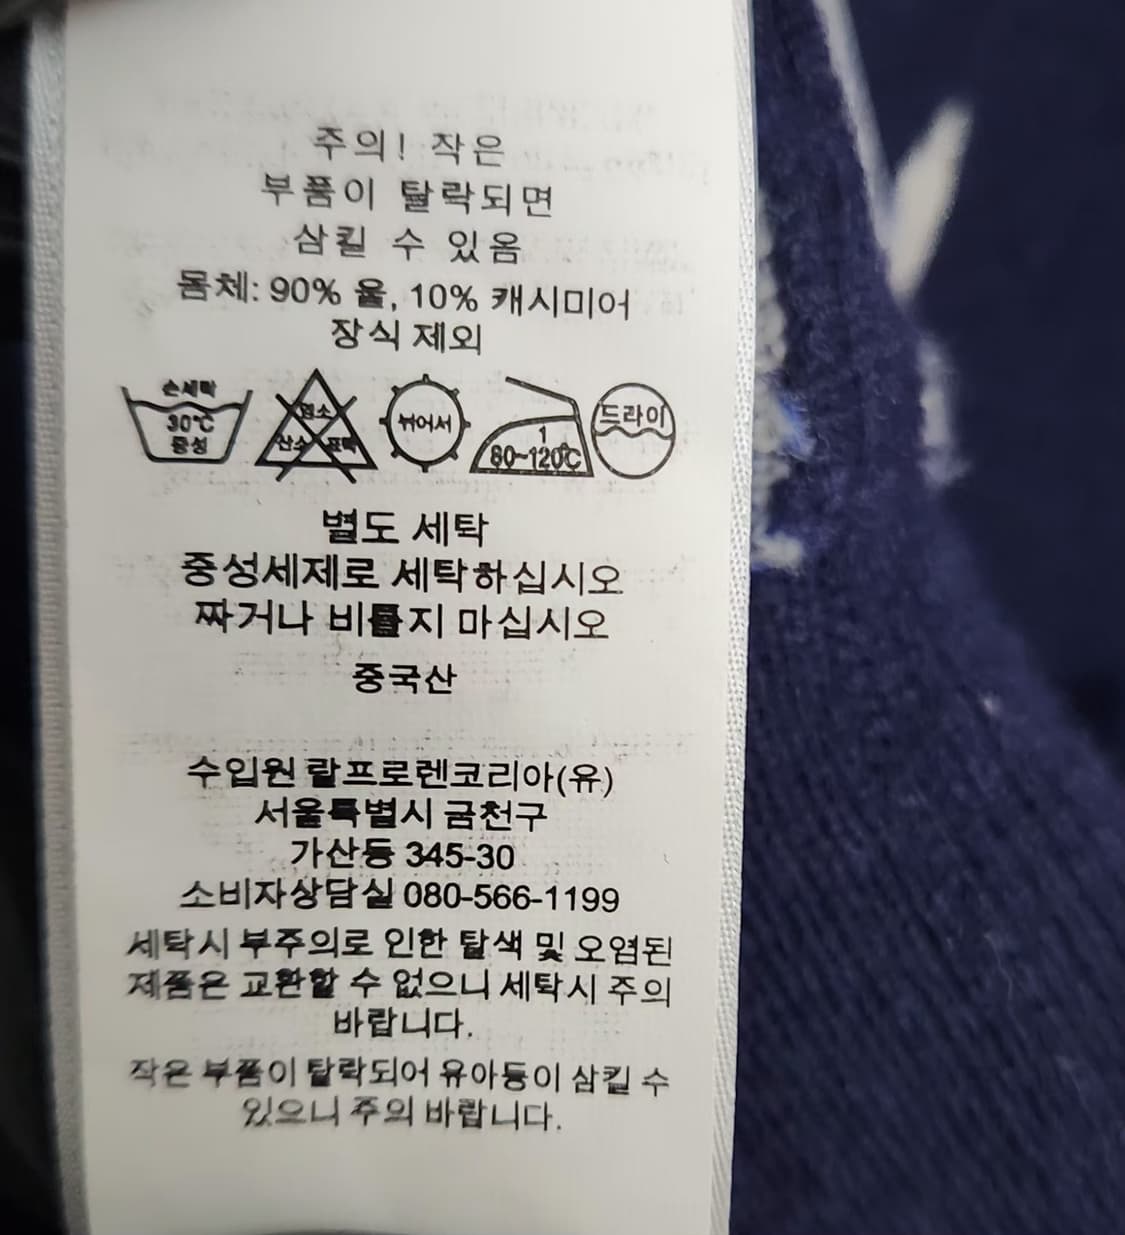 주의! 작은
부품이 탈락되면
삼킬 수 있음
몸체: 90% 울, 10% 캐시미어
장식 제외
손세탁
30℃
중성
염소
산소 표백
뉘어서
1
80~120℃
드라이
별도 세탁
중성세제로 세탁하십시오
짜거나 비틀지 마십시오
중국산
수입원 랄프로렌코리아(유)
서울특별시 금천구
가산동 345-30
소비자상담실 080-566-1199
세탁시 부주의로 인한 탈색 및 오염된
제품은 교환할 수 없으니 세탁시 주의
바랍니다.
작은 부품이 탈락되어 유아등이 삼킬 수
있으니 주의 바랍니다.